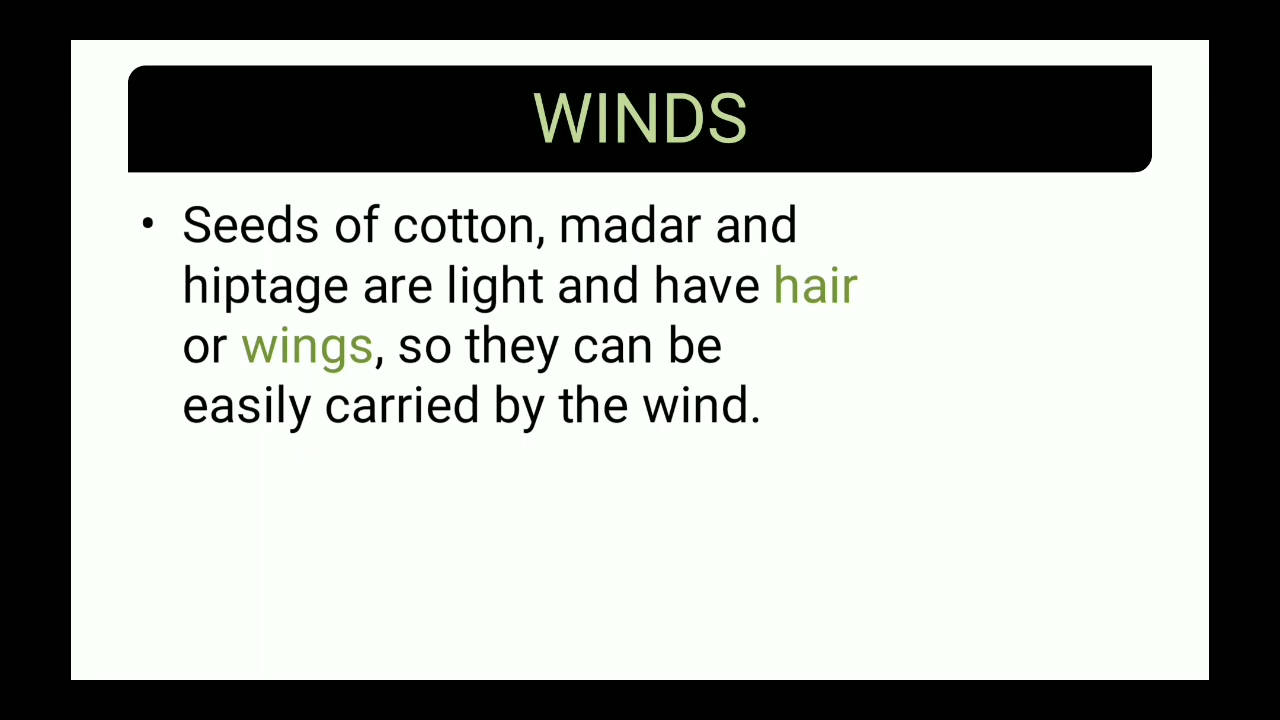 WINDS
• Seeds of cotton, madar and
hiptage are light and have hair
or wings, so they can be
easily carried by the wind.